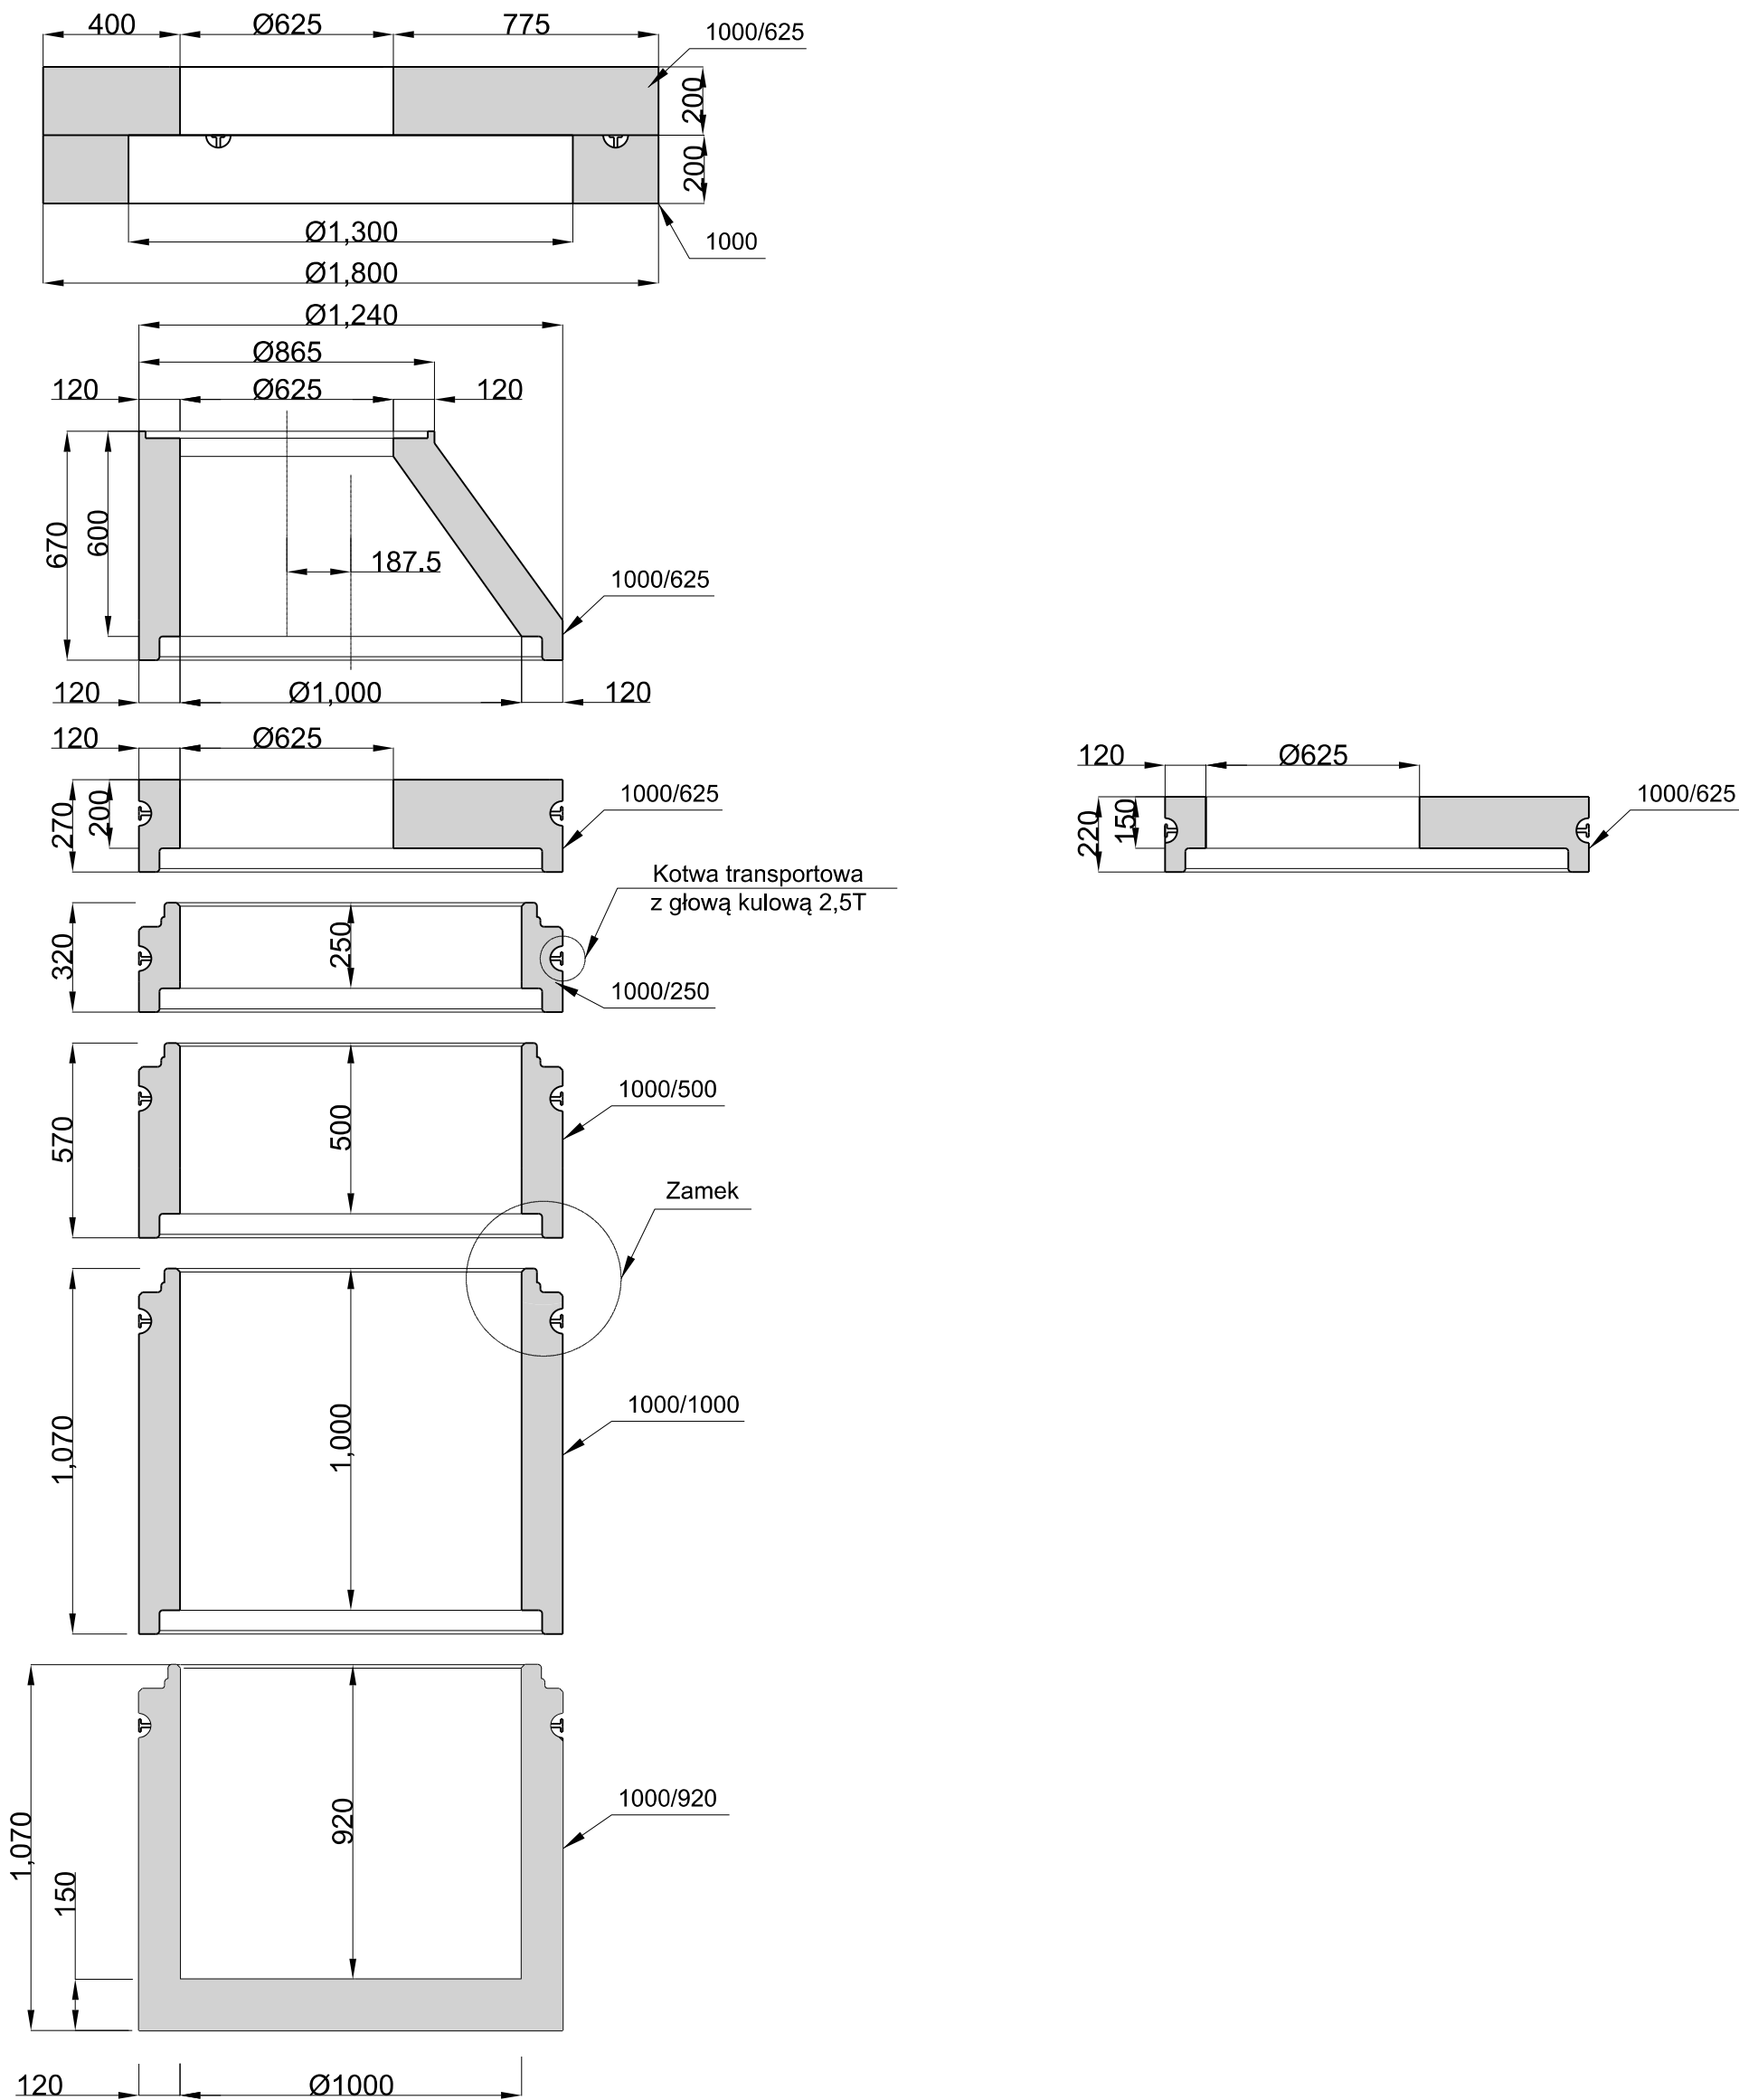 400 Ø625 775
1000/625
200
200
Ø1,300
1000
Ø1,800
Ø1,240
Ø865
120 Ø625 120
670
600
187.5
1000/625
120 Ø1,000 120
120 Ø625
270
200
1000/625
120 Ø625
220
150
1000/625
Kotwa transportowa
z głową kulową 2,5T
320
250
1000/250
570
500
1000/500
Zamek
1,070
1,000
1000/1000
1,070
920
150
1000/920
120 Ø1000